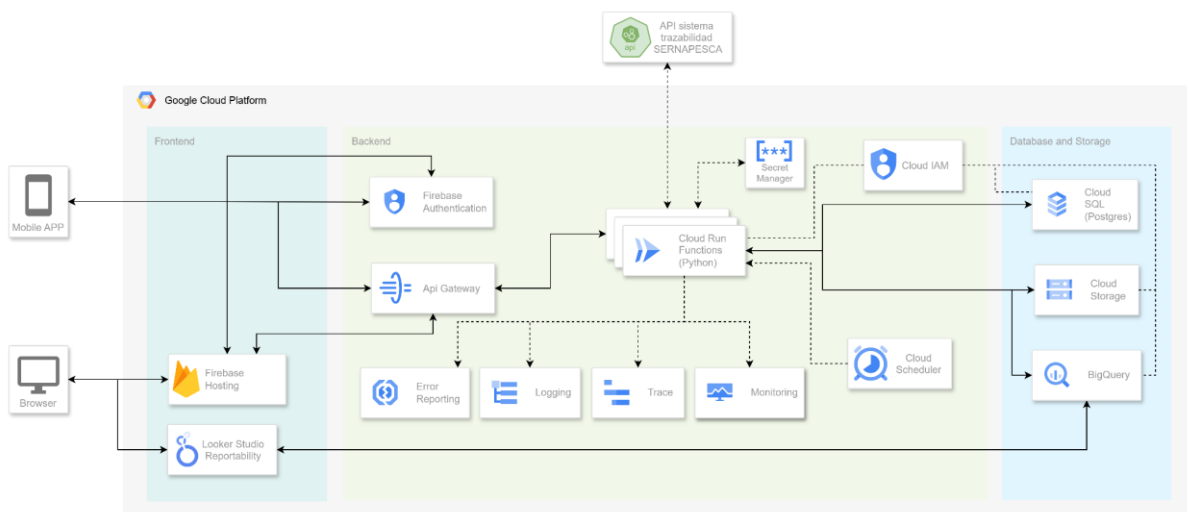 API sistema
trazabilidad
SERNAPESCA
api
Google Cloud Platform
Frontend
Backend
Database and Storage
Mobile APP
Browser
Firebase
Authentication
Api Gateway
Firebase
Hosting
Looker Studio
Reportability
[***]
Secret
Manager
Cloud IAM
Cloud Run
Functions
(Python)
Error
Reporting
Logging
Trace
Monitoring
Cloud
Scheduler
Cloud
SQL
(Postgres)
Cloud
Storage
BigQuery